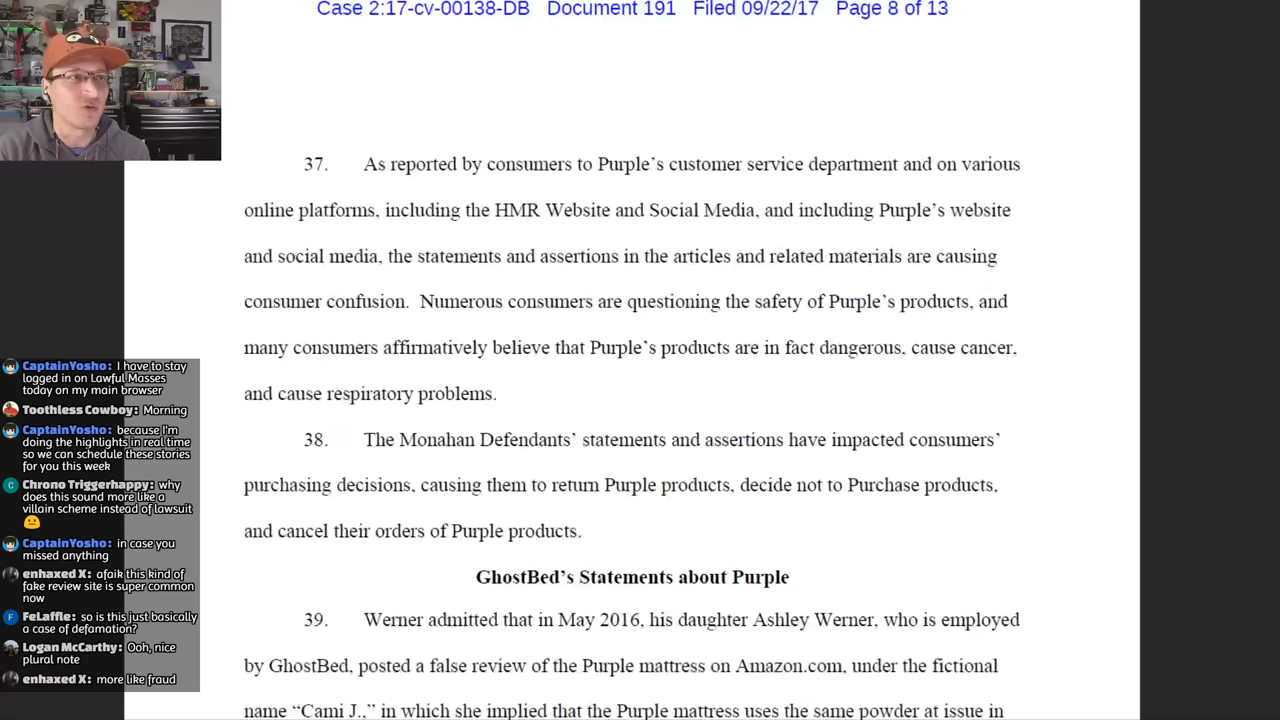 Case 2:17-cv-00138-DB Document 191 Filed 09/22/17 Page 8 of 13
37. As reported by consumers to Purple’s customer service department and on various
online platforms, including the HMR Website and Social Media, and including Purple’s website
and social media, the statements and assertions in the articles and related materials are causing
consumer confusion. Numerous consumers are questioning the safety of Purple’s products, and
many consumers affirmatively believe that Purple’s products are in fact dangerous, cause cancer,
and cause respiratory problems.
38. The Monahan Defendants’ statements and assertions have impacted consumers’
purchasing decisions, causing them to return Purple products, decide not to Purchase products,
and cancel their orders of Purple products.
GhostBed’s Statements about Purple
39. Werner admitted that in May 2016, his daughter Ashley Werner, who is employed
by GhostBed, posted a false review of the Purple mattress on Amazon.com, under the fictional
name “Cami J.,” in which she implied that the Purple mattress uses the same powder at issue in
CaptainYosho: I have to stay
logged in on Lawful Masses
today on my main browser
Toothless Cowboy: Morning
CaptainYosho: because I'm
doing the highlights in real time
so we can schedule these stories
for you this week
C Chrono Triggerhappy: why
does this sound more like a
villain scheme instead of lawsuit
CaptainYosho: in case you
missed anything
enhaxed X: afaik this kind of
fake review site is super common
now
F FeLaffle: so is this just basically
a case of defamation?
Logan McCarthy: Ooh, nice
plural note
enhaxed X: more like fraud